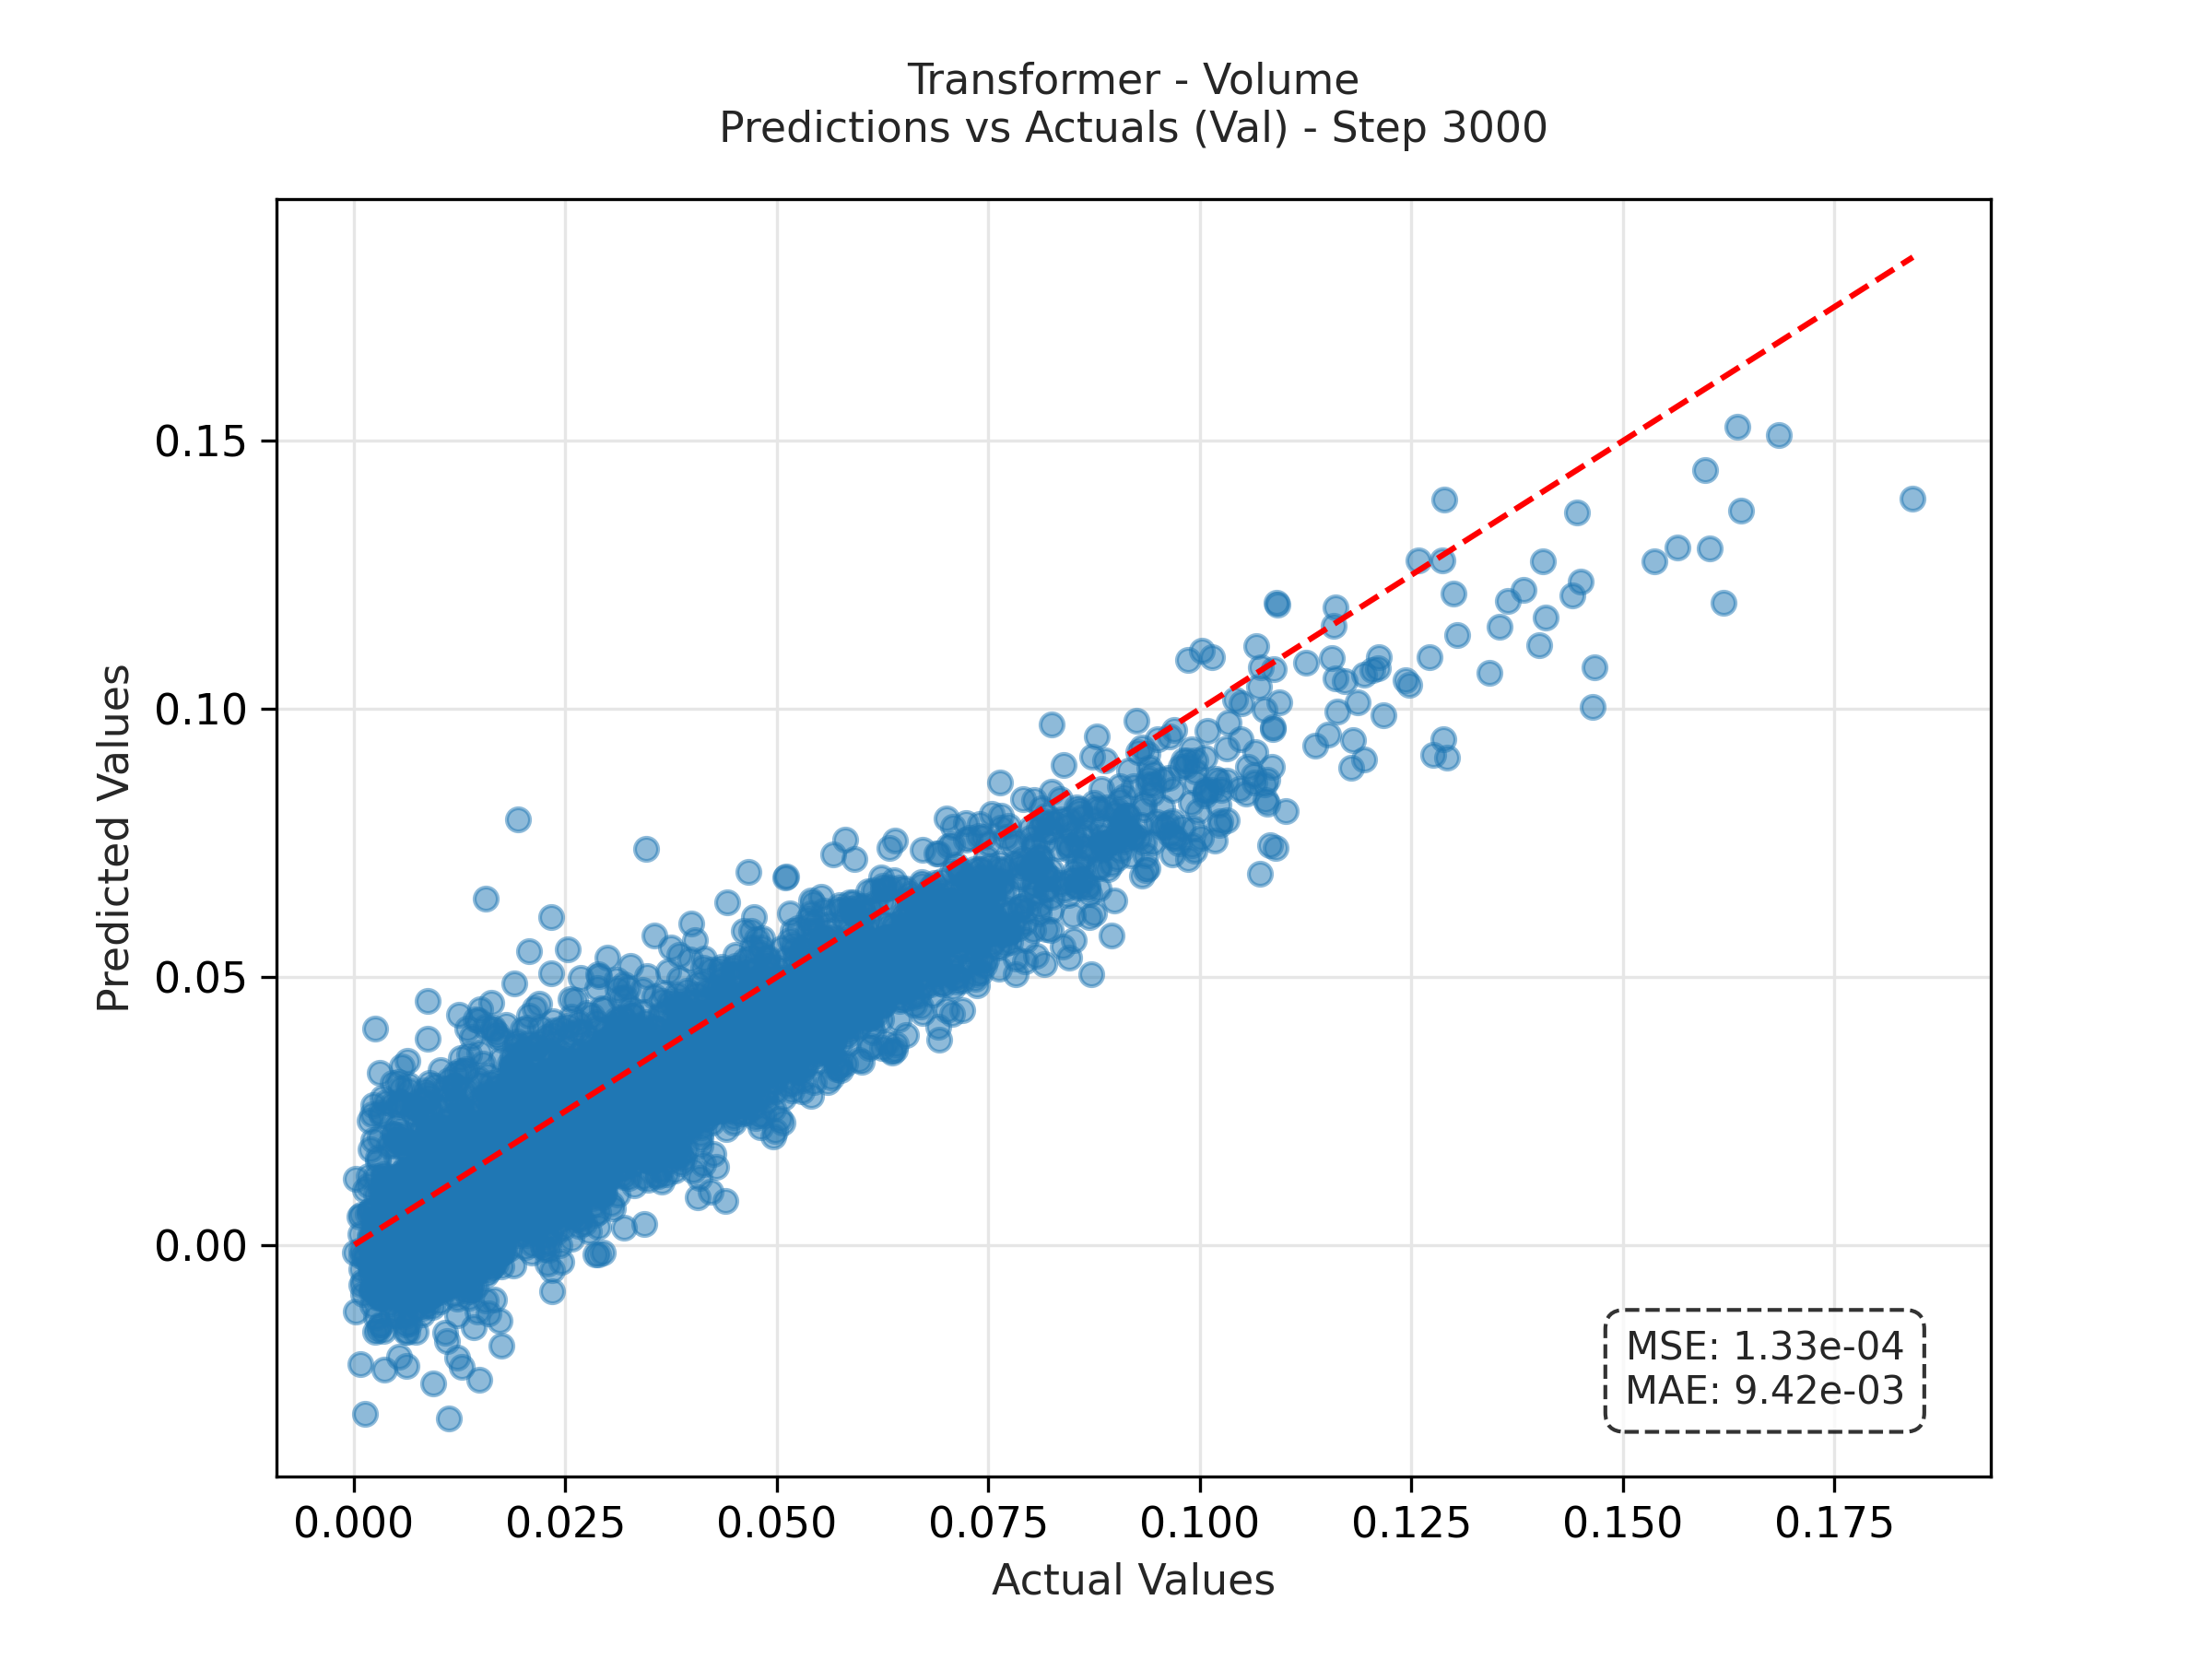 Transformer - Volume
Predictions vs Actuals (Val) - Step 3000
Predicted Values
0.15
0.10
0.05
0.00
MSE: 1.33e-04
MAE: 9.42e-03
0.000 0.025 0.050 0.075 0.100 0.125 0.150 0.175
Actual Values